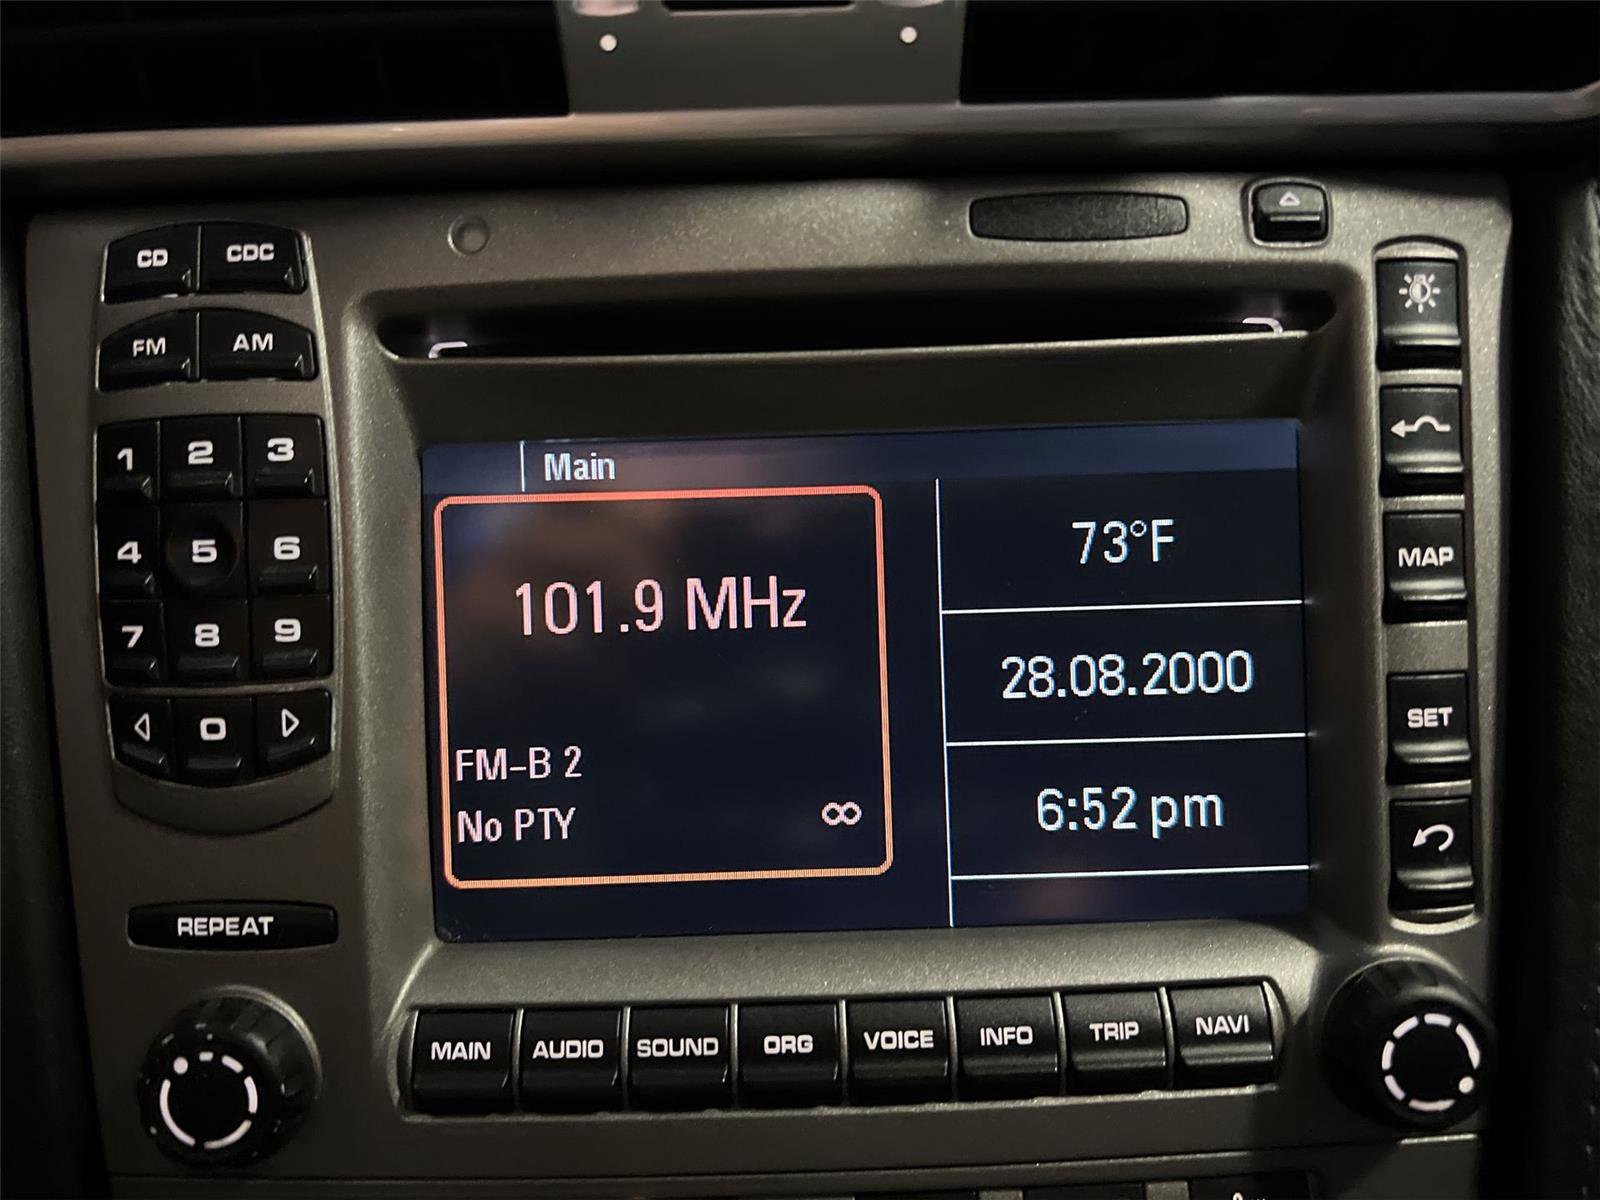 CD CDC
FM AM
1 2 3
4 5 6
7 8 9
0
REPEAT
Main
101.9 MHz
FM-B 2
No PTY
73°F
28.08.2000
6:52 pm
MAP
SET
MAIN AUDIO SOUND ORG VOICE INFO TRIP NAVI